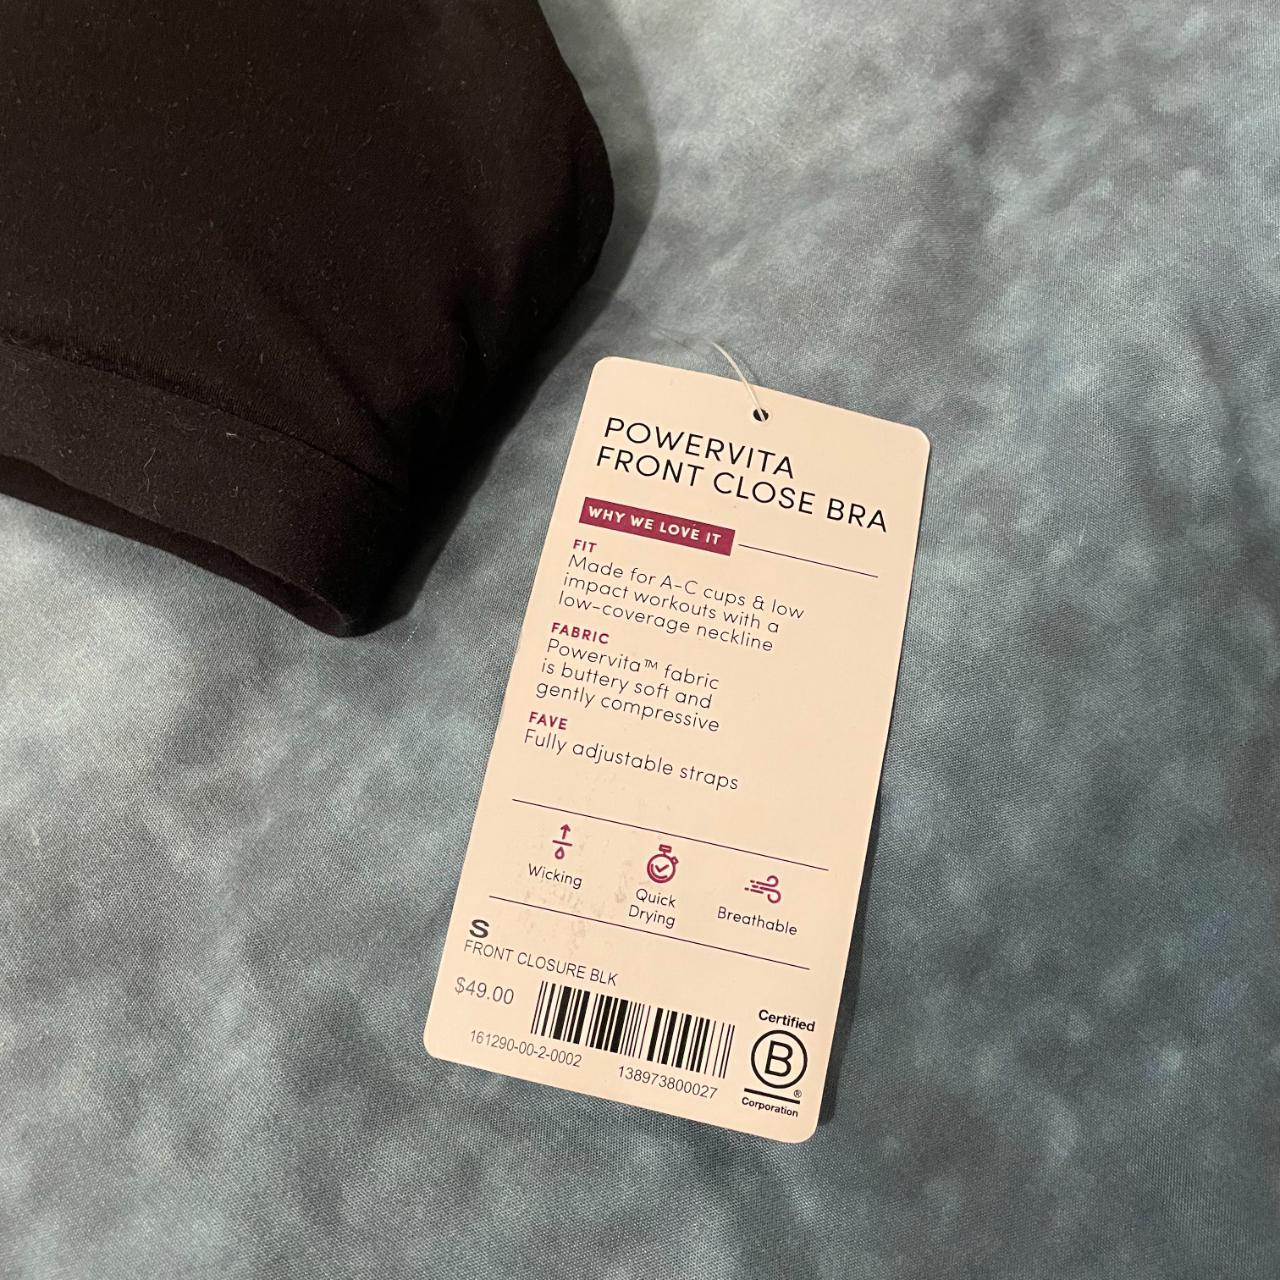 POWERVITA
FRONT CLOSE BRA
WHY WE LOVE IT
FIT
Made for A-C cups & low
impact workouts with a
low-coverage neckline
FABRIC
Powervita™ fabric
is buttery soft and
gently compressive
FAVE
Fully adjustable straps
Wicking
Quick
Drying
Breathable
S
FRONT CLOSURE BLK
$49.00
161290-00-2-0002
138973800027
Certified
B
®
Corporation